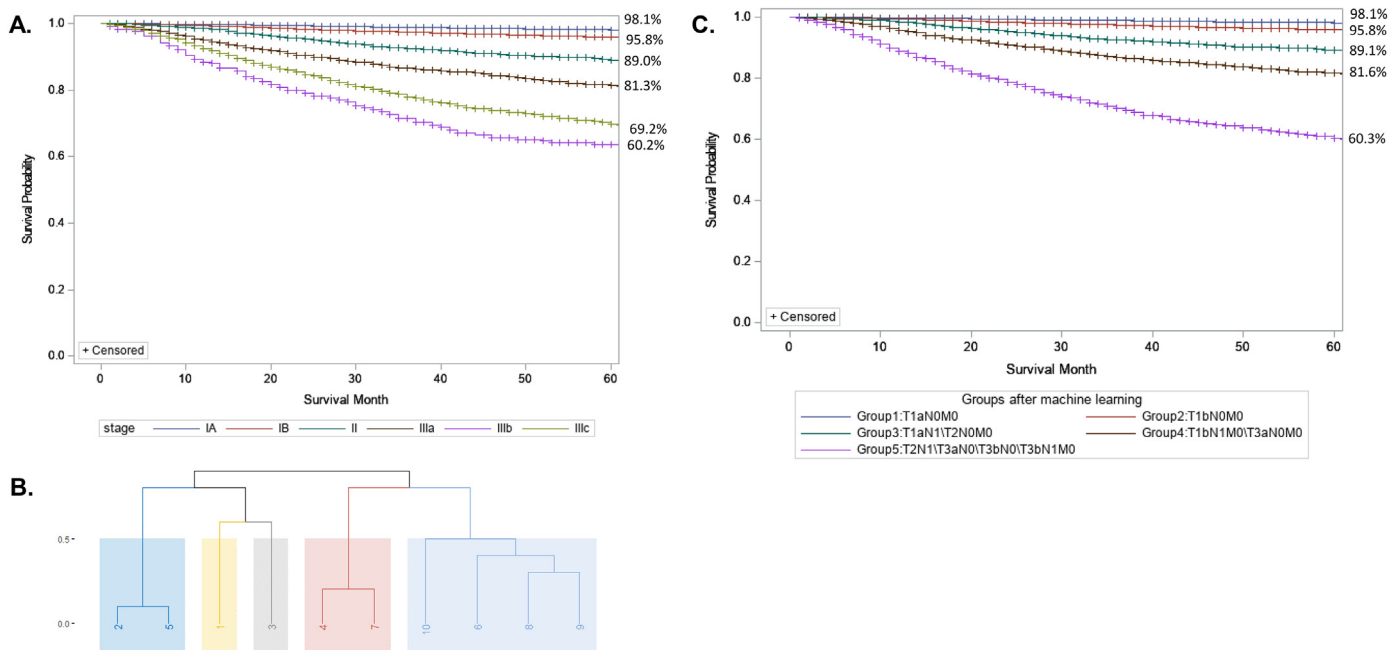 A.
Survival Probability
1.0
0.8
0.6
0.4
0.2
0.0
98.1%
95.8%
89.0%
81.3%
69.2%
60.2%
+ Censored
0 10 20 30 40 50 60
Survival Month
stage IA IB II IIIa IIIb IIIc
B.
0.5
0.0
2 5 1 3 4 7 10 6 8 9
C.
Survival Probability
1.0
0.8
0.6
0.4
0.2
0.0
98.1%
95.8%
89.1%
81.6%
60.3%
+ Censored
0 10 20 30 40 50 60
Survival Month
Groups after machine learning
Group1:T1aN0M0 Group2:T1bN0M0
Group3:T1aN1\T2N0M0 Group4:T1bN1M0\T3aN0M0
Group5:T2N1\T3aN0\T3bN0\T3bN1M0